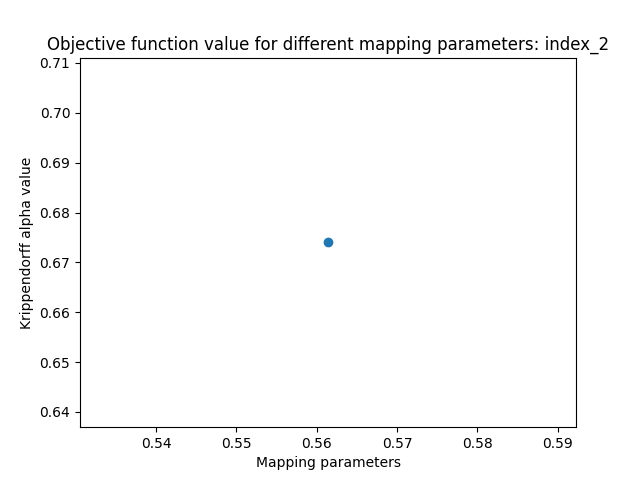 Objective function value for different mapping parameters: index_2
0.71
0.70
0.69
0.68
0.67
0.66
0.65
0.64
Krippendorff alpha value
0.54 0.55 0.56 0.57 0.58 0.59
Mapping parameters